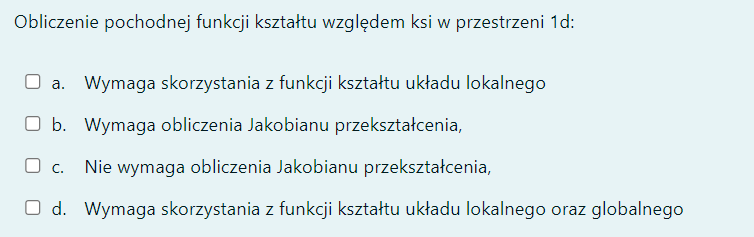 Obliczenie pochodnej funkcji kształtu względem ksi w przestrzeni 1d:
a. Wymaga skorzystania z funkcji kształtu układu lokalnego
b. Wymaga obliczenia Jakobianu przekształcenia,
c. Nie wymaga obliczenia Jakobianu przekształcenia,
d. Wymaga skorzystania z funkcji kształtu układu lokalnego oraz globalnego